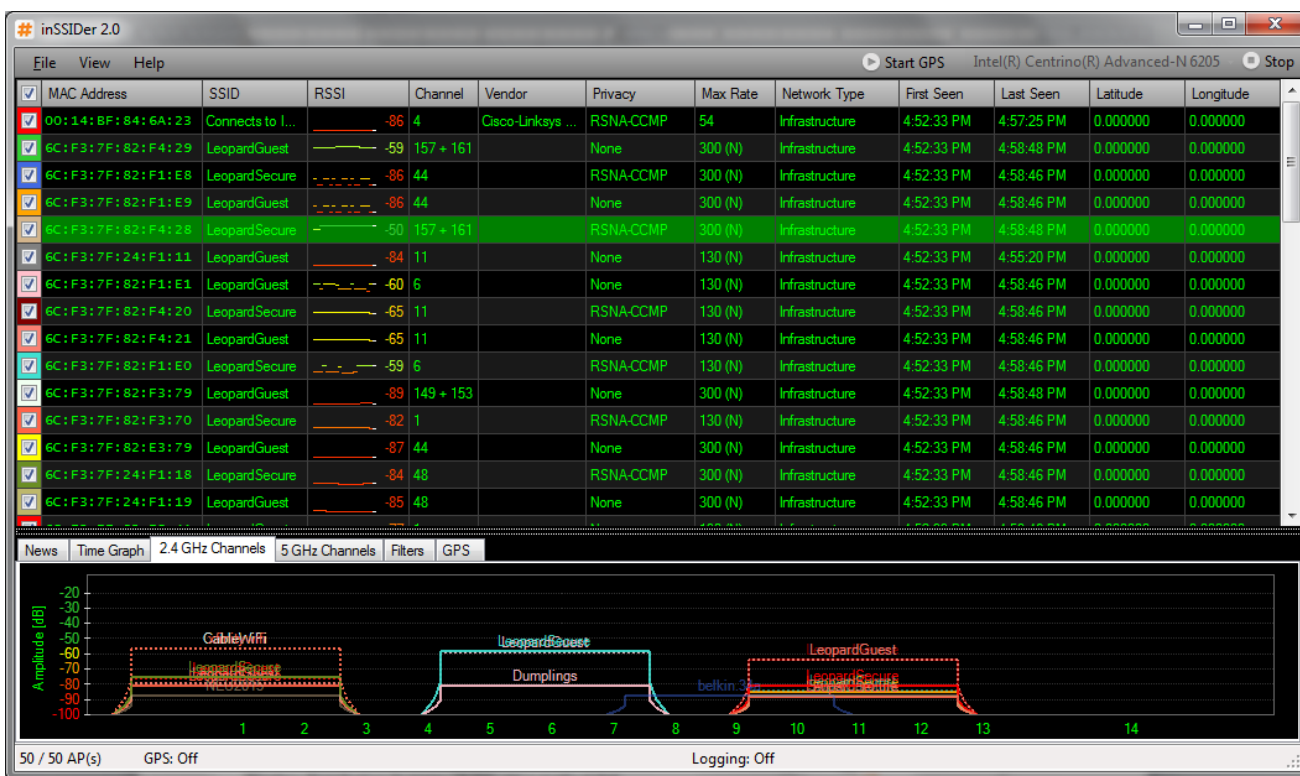 inSSIDer 2.0
File View Help Start GPS Intel(R) Centrino(R) Advanced-N 6205 Stop
MAC Address SSID RSSI Channel Vendor Privacy Max Rate Network Type First Seen Last Seen Latitude Longitude
00:14:BF:84:6A:23 Connects to I... -86 4 Cisco-Linksys ... RSNA-CCMP 54 Infrastructure 4:52:33 PM 4:57:25 PM 0.000000 0.000000
6C:F3:7F:82:F4:29 LeopardGuest -59 157 + 161 None 300 (N) Infrastructure 4:52:33 PM 4:58:48 PM 0.000000 0.000000
6C:F3:7F:82:F1:E8 LeopardSecure -86 44 RSNA-CCMP 300 (N) Infrastructure 4:52:33 PM 4:58:46 PM 0.000000 0.000000
6C:F3:7F:82:F1:E9 LeopardGuest -86 44 None 300 (N) Infrastructure 4:52:33 PM 4:58:46 PM 0.000000 0.000000
6C:F3:7F:82:F4:28 LeopardSecure -50 157 + 161 RSNA-CCMP 300 (N) Infrastructure 4:52:33 PM 4:58:48 PM 0.000000 0.000000
6C:F3:7F:24:F1:11 LeopardGuest -84 11 None 130 (N) Infrastructure 4:52:33 PM 4:55:20 PM 0.000000 0.000000
6C:F3:7F:82:F1:E1 LeopardGuest -60 6 None 130 (N) Infrastructure 4:52:33 PM 4:58:46 PM 0.000000 0.000000
6C:F3:7F:82:F4:20 LeopardSecure -65 11 RSNA-CCMP 130 (N) Infrastructure 4:52:33 PM 4:58:46 PM 0.000000 0.000000
6C:F3:7F:82:F4:21 LeopardGuest -65 11 None 130 (N) Infrastructure 4:52:33 PM 4:58:46 PM 0.000000 0.000000
6C:F3:7F:82:F1:E0 LeopardSecure -59 6 RSNA-CCMP 130 (N) Infrastructure 4:52:33 PM 4:58:46 PM 0.000000 0.000000
6C:F3:7F:82:F3:79 LeopardGuest -89 149 + 153 None 300 (N) Infrastructure 4:52:33 PM 4:58:48 PM 0.000000 0.000000
6C:F3:7F:82:F3:70 LeopardSecure -82 1 RSNA-CCMP 130 (N) Infrastructure 4:52:33 PM 4:58:46 PM 0.000000 0.000000
6C:F3:7F:82:E3:79 LeopardGuest -87 44 None 300 (N) Infrastructure 4:52:33 PM 4:58:46 PM 0.000000 0.000000
6C:F3:7F:24:F1:18 LeopardSecure -84 48 RSNA-CCMP 300 (N) Infrastructure 4:52:33 PM 4:58:46 PM 0.000000 0.000000
6C:F3:7F:24:F1:19 LeopardGuest -85 48 None 300 (N) Infrastructure 4:52:33 PM 4:58:46 PM 0.000000 0.000000
News Time Graph 2.4 GHz Channels 5 GHz Channels Filters GPS
Amplitude [dB]
-20
-30
-40
-50 CableWiFi LeopardSecure LeopardGuest
-60 LeopardGuest
-70 LeopardSecure Dumplings LeopardSecure
-80
-90
-100
1 2 3 4 5 6 7 8 9 10 11 12 13 14
50 / 50 AP(s) GPS: Off Logging: Off